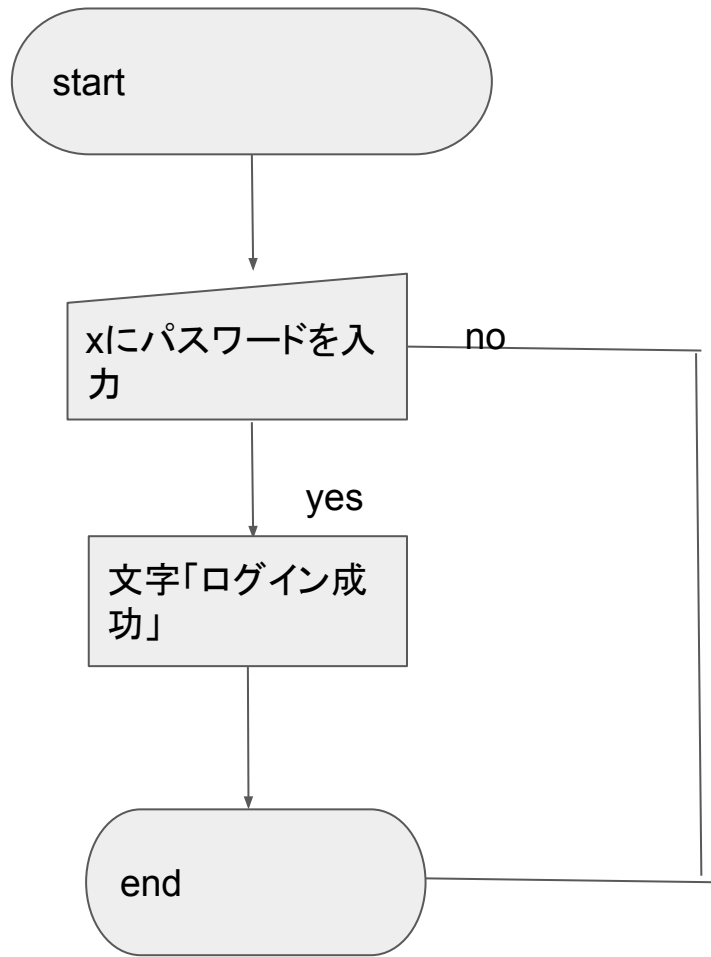 start
xにパスワードを入
力
no
yes
文字｢ログイン成
功｣
end